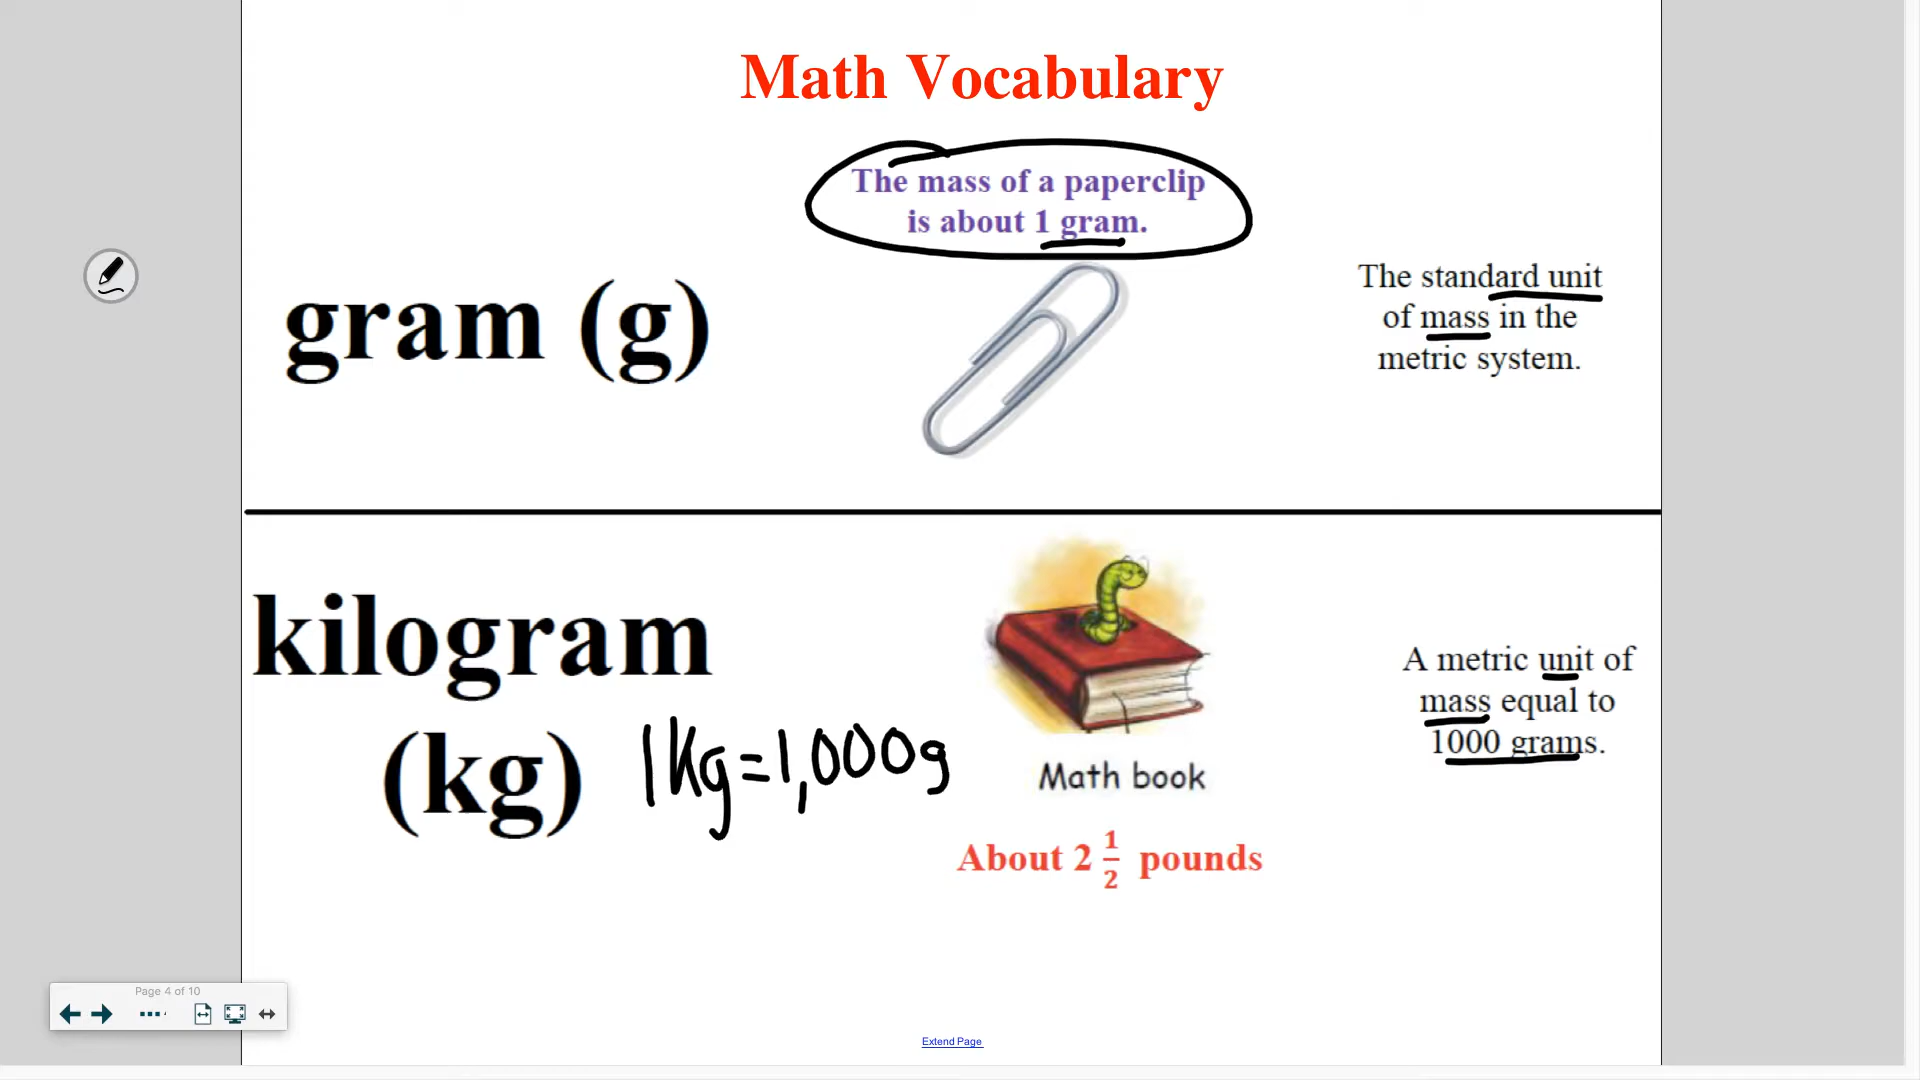 Math Vocabulary
The mass of a paperclip
is about 1 gram.
gram (g)
The standard unit
of mass in the
metric system.
kilogram
(kg)
1kg=1,000g
Math book
About 2 1/2 pounds
A metric unit of
mass equal to
1000 grams.
Page 4 of 10
Extend Page